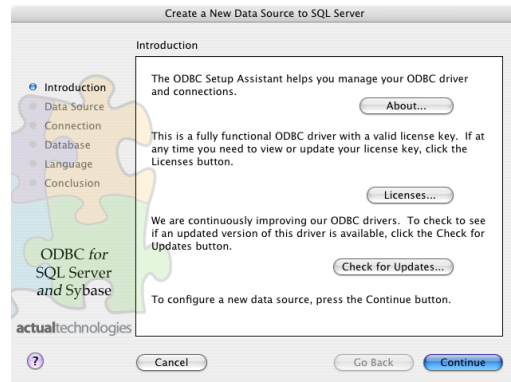 Create a New Data Source to SQL Server
Introduction
Introduction
Data Source
Connection
Database
Language
Conclusion
ODBC for
SQL Server
and Sybase
actualtechnologies
The ODBC Setup Assistant helps you manage your ODBC driver
and connections.
About...
This is a fully functional ODBC driver with a valid license key. If at
any time you need to view or update your license key, click the
Licenses button.
Licenses...
We are continuously improving our ODBC drivers. To check to see
if an updated version of this driver is available, click the Check for
Updates button.
Check for Updates...
To configure a new data source, press the Continue button.
?
Cancel
Go Back
Continue